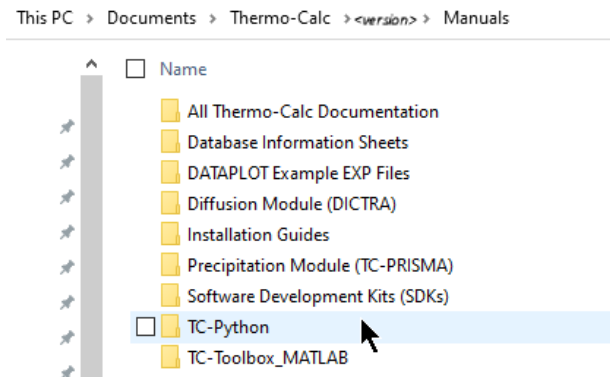 This PC > Documents > Thermo-Calc > <version> > Manuals
Name
All Thermo-Calc Documentation
Database Information Sheets
DATAPLOT Example EXP Files
Diffusion Module (DICTRA)
Installation Guides
Precipitation Module (TC-PRISMA)
Software Development Kits (SDKs)
TC-Python
TC-Toolbox_MATLAB